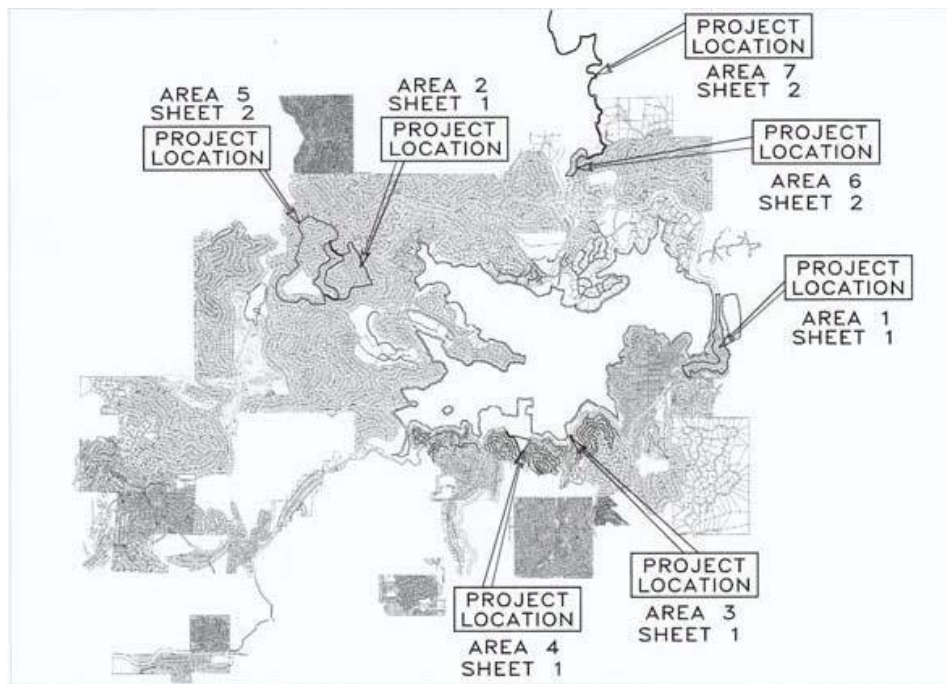 PROJECT
LOCATION
AREA 7
SHEET 2
AREA 5
SHEET 2
PROJECT
LOCATION
AREA 2
SHEET 1
PROJECT
LOCATION
PROJECT
LOCATION
AREA 6
SHEET 2
PROJECT
LOCATION
AREA 1
SHEET 1
PROJECT
LOCATION
AREA 3
SHEET 1
PROJECT
LOCATION
AREA 4
SHEET 1